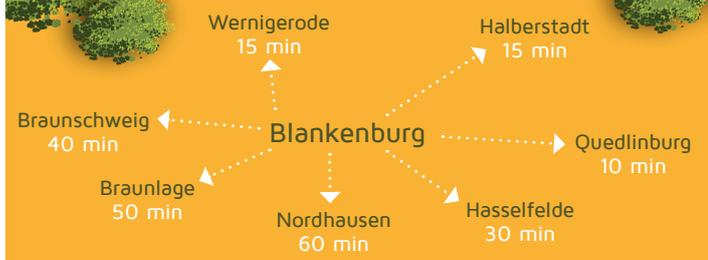 Wernigerode
15 min
Halberstadt
15 min
Braunschweig
40 min
Blankenburg
Quedlinburg
10 min
Braunlage
50 min
Nordhausen
60 min
Hasselfelde
30 min